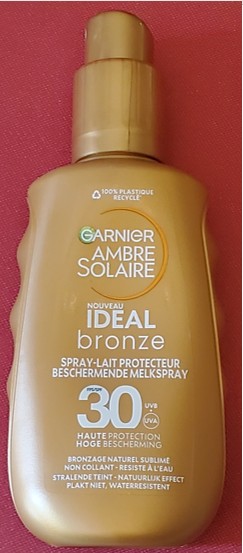 100% PLASTIQUE
RECYCLÉ*
GARNIER
AMBRE
SOLAIRE
NOUVEAU
IDEAL
bronze
SPRAY-LAIT PROTECTEUR
BESCHERMENDE MELKSPRAY
30
UVB
+
UVA
HAUTE PROTECTION
HOGE BESCHERMING
BRONZAGE NATUREL SUBLIMÉ
NON COLLANT - RÉSISTE À L'EAU
STRALENDE TEINT - NATUURLIJK EFFECT
PLAKT NIET, WATERRESISTENT